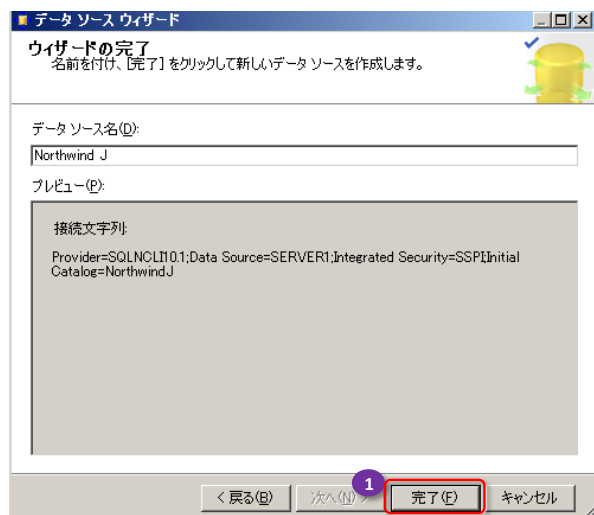 データ ソース ウィザード
ウィザードの完了
名前を付け、[完了] をクリックして新しいデータ ソースを作成します。
データ ソース名(D):
Northwind J
プレビュー(P):
接続文字列:
Provider=SQLNCLI10.1;Data Source=SERVER1;Integrated Security=SSPI;Initial
Catalog=NorthwindJ
1
< 戻る(B) 次へ(N) > 完了(F) キャンセル